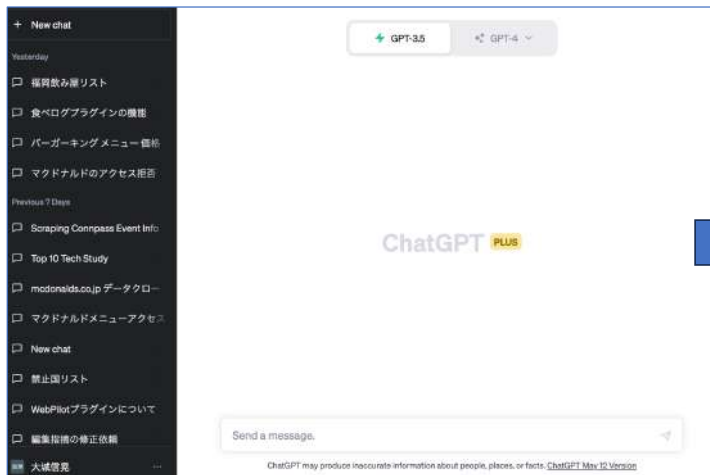 + New chat
Yesterday
福岡飲み屋リスト
食べログプラグインの機能
バーガーキング メニュー 価格
マクドナルドのアクセス拒否
Previous 7 Days
Scraping Connpass Event Info
Top 10 Tech Study
mcdonalds.co.jp データクロー
マクドナルドメニューアクセス
New chat
禁止国リスト
WebPilotプラグインについて
編集指摘の修正依頼
大城信晃
...
GPT-3.5
GPT-4
ChatGPT PLUS
Send a message.
ChatGPT may produce inaccurate information about people, places, or facts. ChatGPT May 12 Version